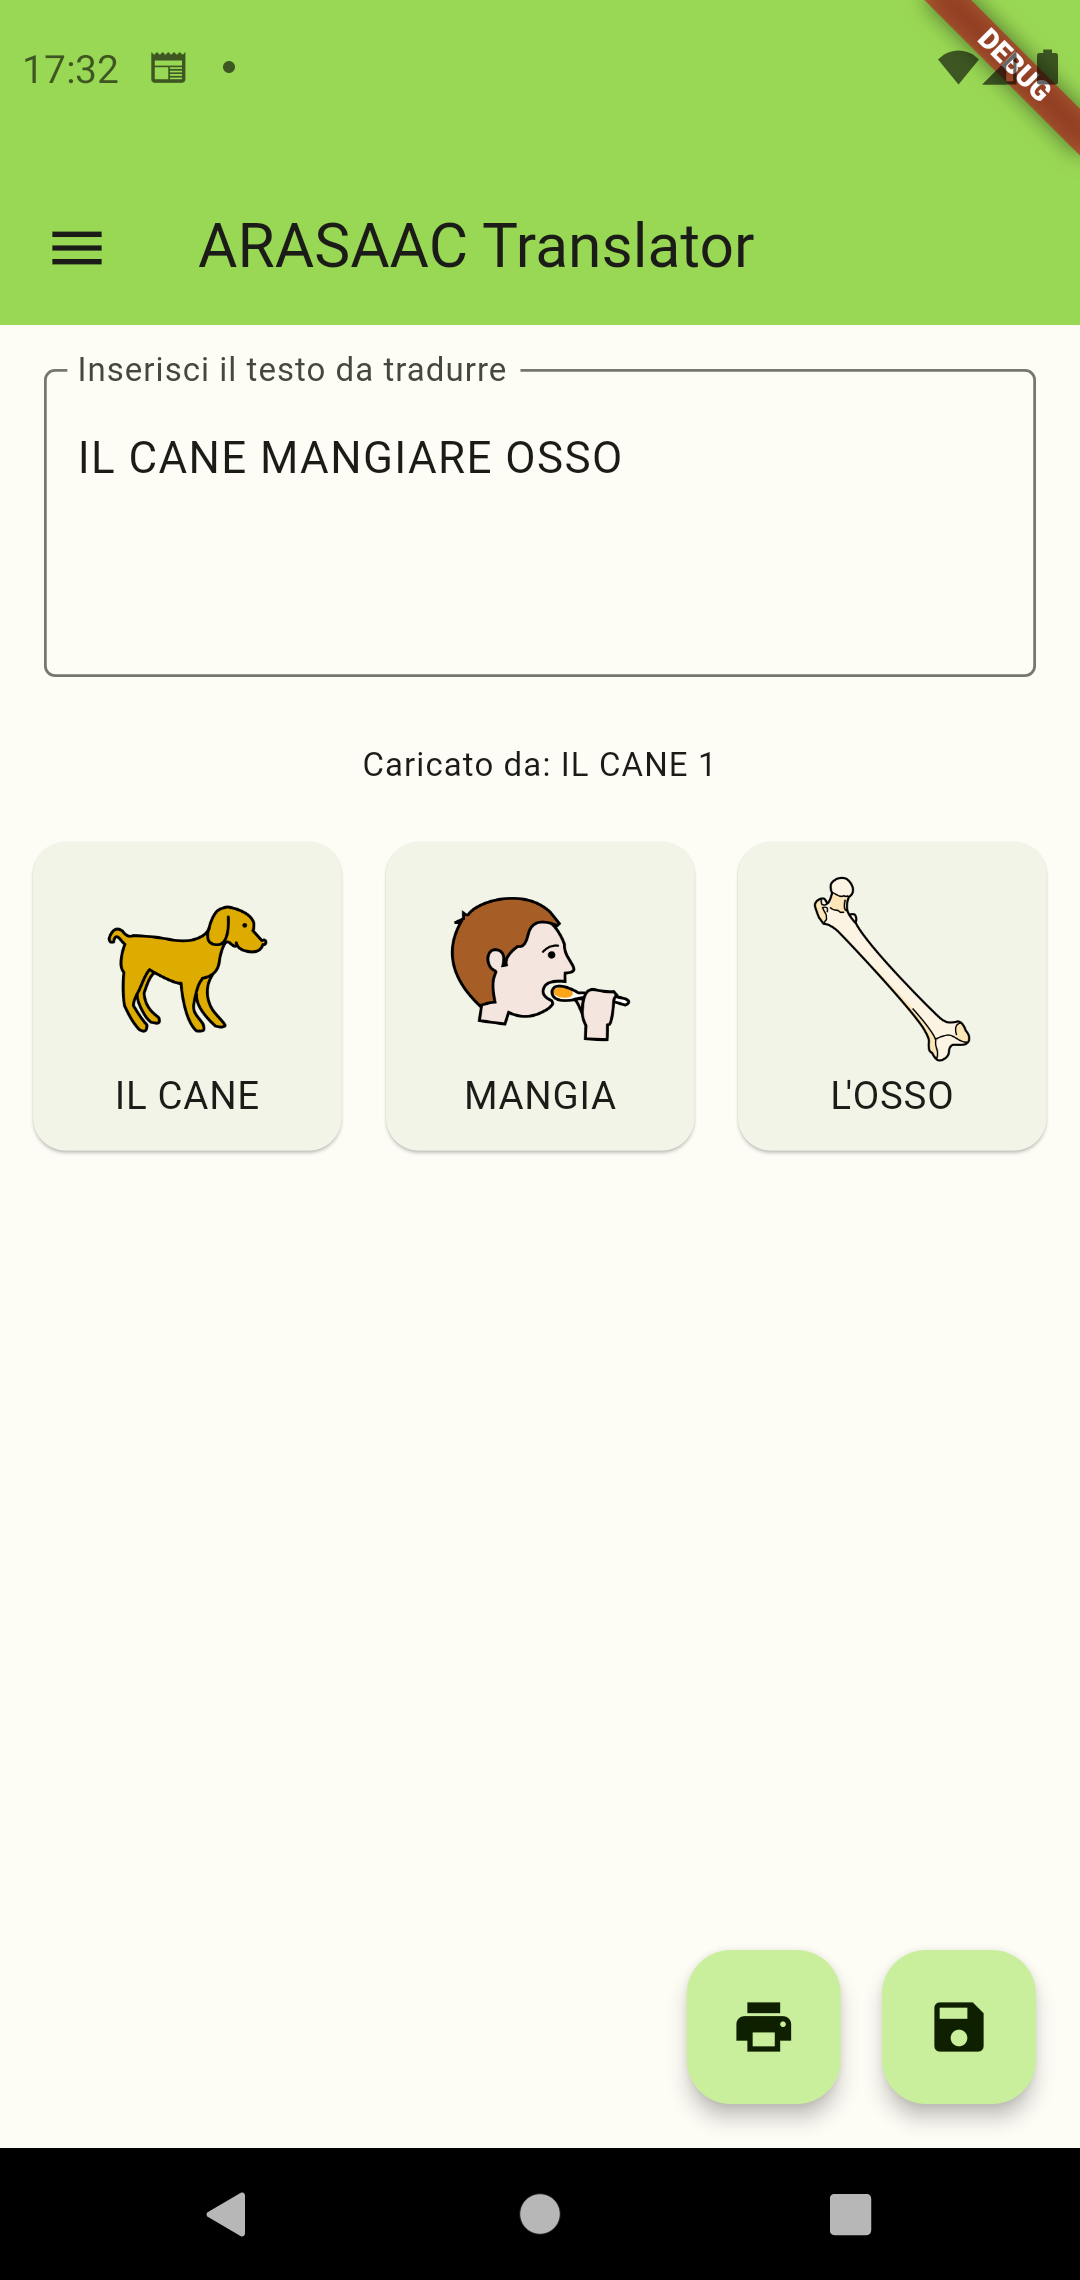 17:32
DEBUG
ARASAAC Translator
Inserisci il testo da tradurre
IL CANE MANGIARE OSSO
Caricato da: IL CANE 1
IL CANE
MANGIA
L'OSSO